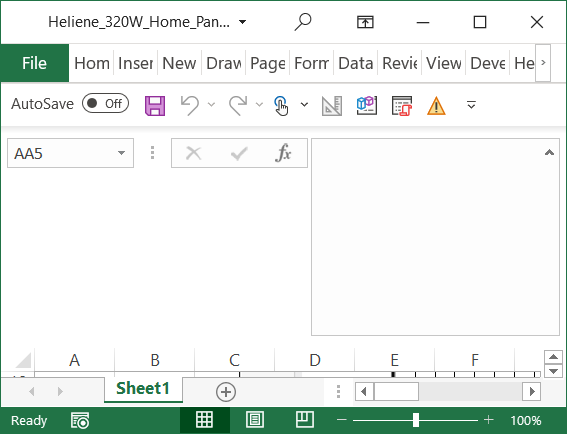 Heliene_320W_Home_Pan...
File Hom Inser New Draw Page Form Data Revie View Deve He
AutoSave Off
AA5 fx
A B C D E F
Sheet1
Ready 100%